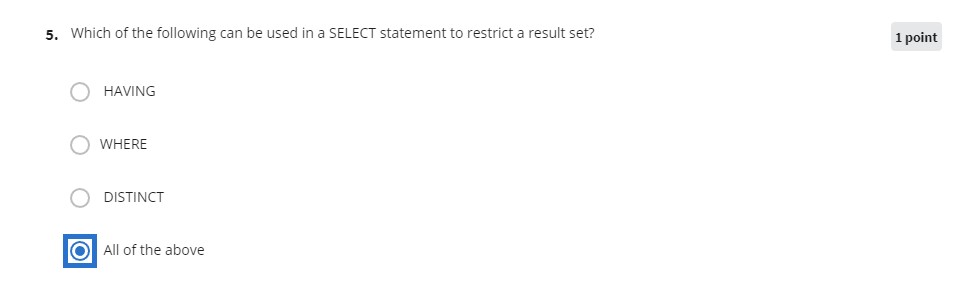 5. Which of the following can be used in a SELECT statement to restrict a result set?
1 point
HAVING
WHERE
DISTINCT
All of the above